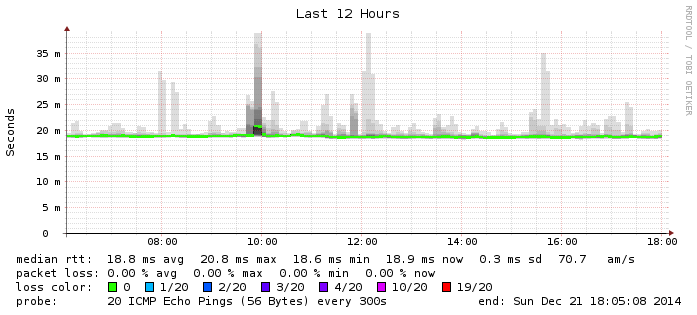 Last 12 Hours
RRDTOOL / TOBI OETIKER
Seconds
35 m
30 m
25 m
20 m
15 m
10 m
5 m
0
08:00 10:00 12:00 14:00 16:00 18:00
median rtt: 18.8 ms avg 20.8 ms max 18.6 ms min 18.9 ms now 0.3 ms sd 70.7 am/s
packet loss: 0.00 % avg 0.00 % max 0.00 % min 0.00 % now
loss color: 0 1/20 2/20 3/20 4/20 10/20 19/20
probe: 20 ICMP Echo Pings (56 Bytes) every 300s end: Sun Dec 21 18:05:08 2014